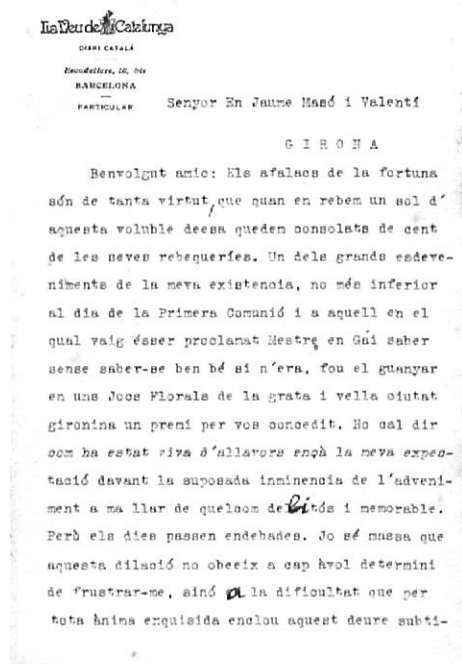 La Veu de Catalunya
DIARI CATALÀ
Escudellers, 10, bis
BARCELONA
PARTICULAR
Senyor En Jaume Masó i Valentí
GIRONA
Benvolgut amic: Els afalacs de la fortuna
són de tanta virtut, que quan en rebem un sol d'
aquesta voluble deesa quedem consolats de cent
de les seves rebequeríes. Un dels grands esdeve-
niments de la meva existencia, no més inferior
al dia de la Primera Comunió i a aquell en el
qual vaig ésser proclamat Mestre en Gai saber
sense saber-se ben bé si n'era, fou el guanyar
en uns Jocs Florals de la grata i vella ciutat
gironina un premi per vos concedit. No cal dir
com ha estat viva d'allavors ençà la meva expec-
tació davant la suposada inminencia de l'adveni-
ment a ma llar de quelcom delitós i memorable.
Però els dies passen endebades. Jo sé massa que
aquesta dilació no obeeix a cap àvol determini
de frustrar-me, sinó a la dificultat que per
tota ànima exquisida enclou aquest deure subti-